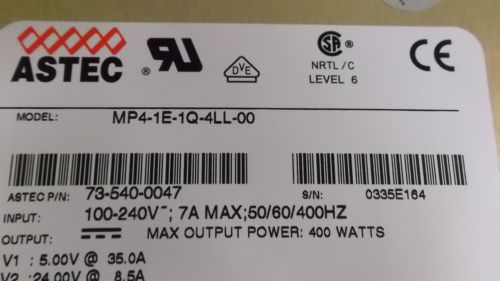 ASTEC ®
RU ®
DVE
SA
NRTL/C
LEVEL 6
CE
MODEL: MP4-1E-1Q-4LL-00
ASTEC P/N: 73-540-0047
S/N: 0335E164
INPUT: 100-240V~; 7A MAX;50/60/400HZ
OUTPUT: MAX OUTPUT POWER: 400 WATTS
V1 : 5.00V @ 35.0A
V2 :24.00V @ 8.5A